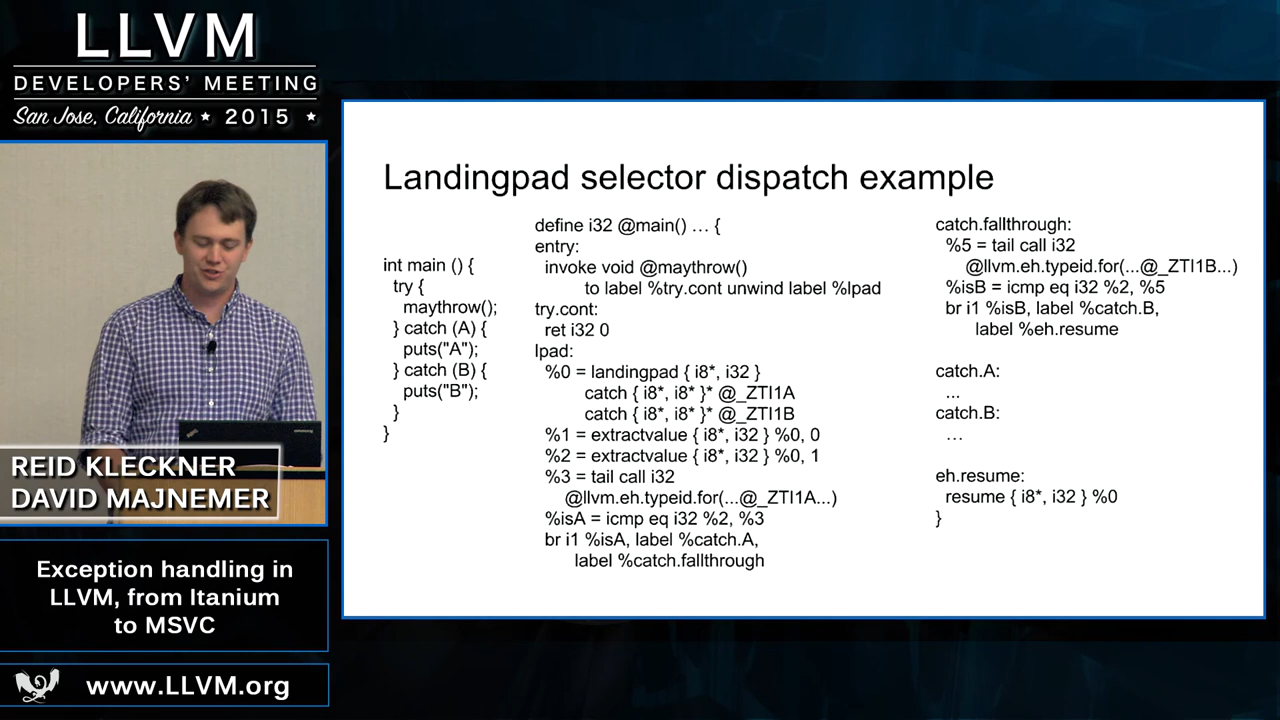 LLVM
DEVELOPERS' MEETING
San Jose, California ★ 2015 ★
REID KLECKNER
DAVID MAJNEMER
Exception handling in
LLVM, from Itanium
to MSVC
www.LLVM.org
Landingpad selector dispatch example
int main () {
try {
maythrow();
} catch (A) {
puts("A");
} catch (B) {
puts("B");
}
}
define i32 @main() … {
entry:
invoke void @maythrow()
to label %try.cont unwind label %lpad
try.cont:
ret i32 0
lpad:
%0 = landingpad { i8*, i32 }
catch { i8*, i8* }* @_ZTI1A
catch { i8*, i8* }* @_ZTI1B
%1 = extractvalue { i8*, i32 } %0, 0
%2 = extractvalue { i8*, i32 } %0, 1
%3 = tail call i32
@llvm.eh.typeid.for(...@_ZTI1A...)
%isA = icmp eq i32 %2, %3
br i1 %isA, label %catch.A,
label %catch.fallthrough
catch.fallthrough:
%5 = tail call i32
@llvm.eh.typeid.for(...@_ZTI1B...)
%isB = icmp eq i32 %2, %5
br i1 %isB, label %catch.B,
label %eh.resume
catch.A:
...
catch.B:
…
eh.resume:
resume { i8*, i32 } %0
}